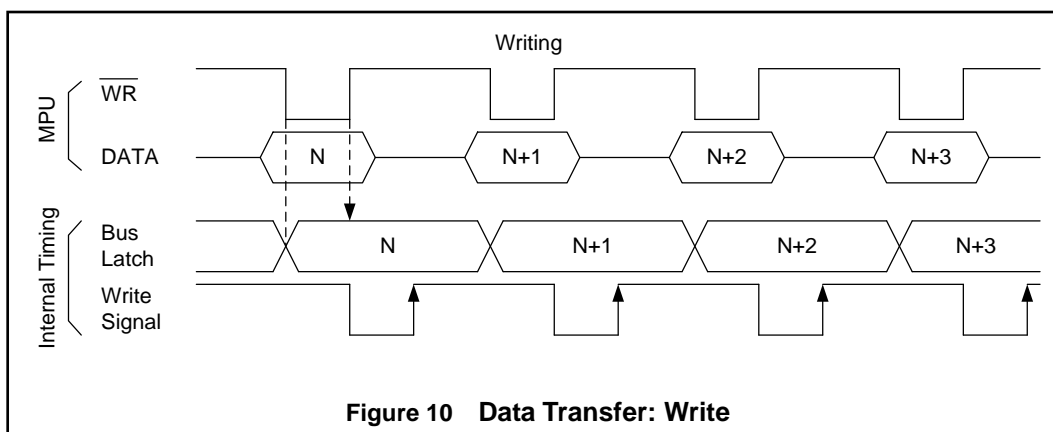 Writing
MPU
WR
DATA
N
N+1
N+2
N+3
Internal Timing
Bus
Latch
N
N+1
N+2
N+3
Write
Signal
Figure 10 Data Transfer: Write